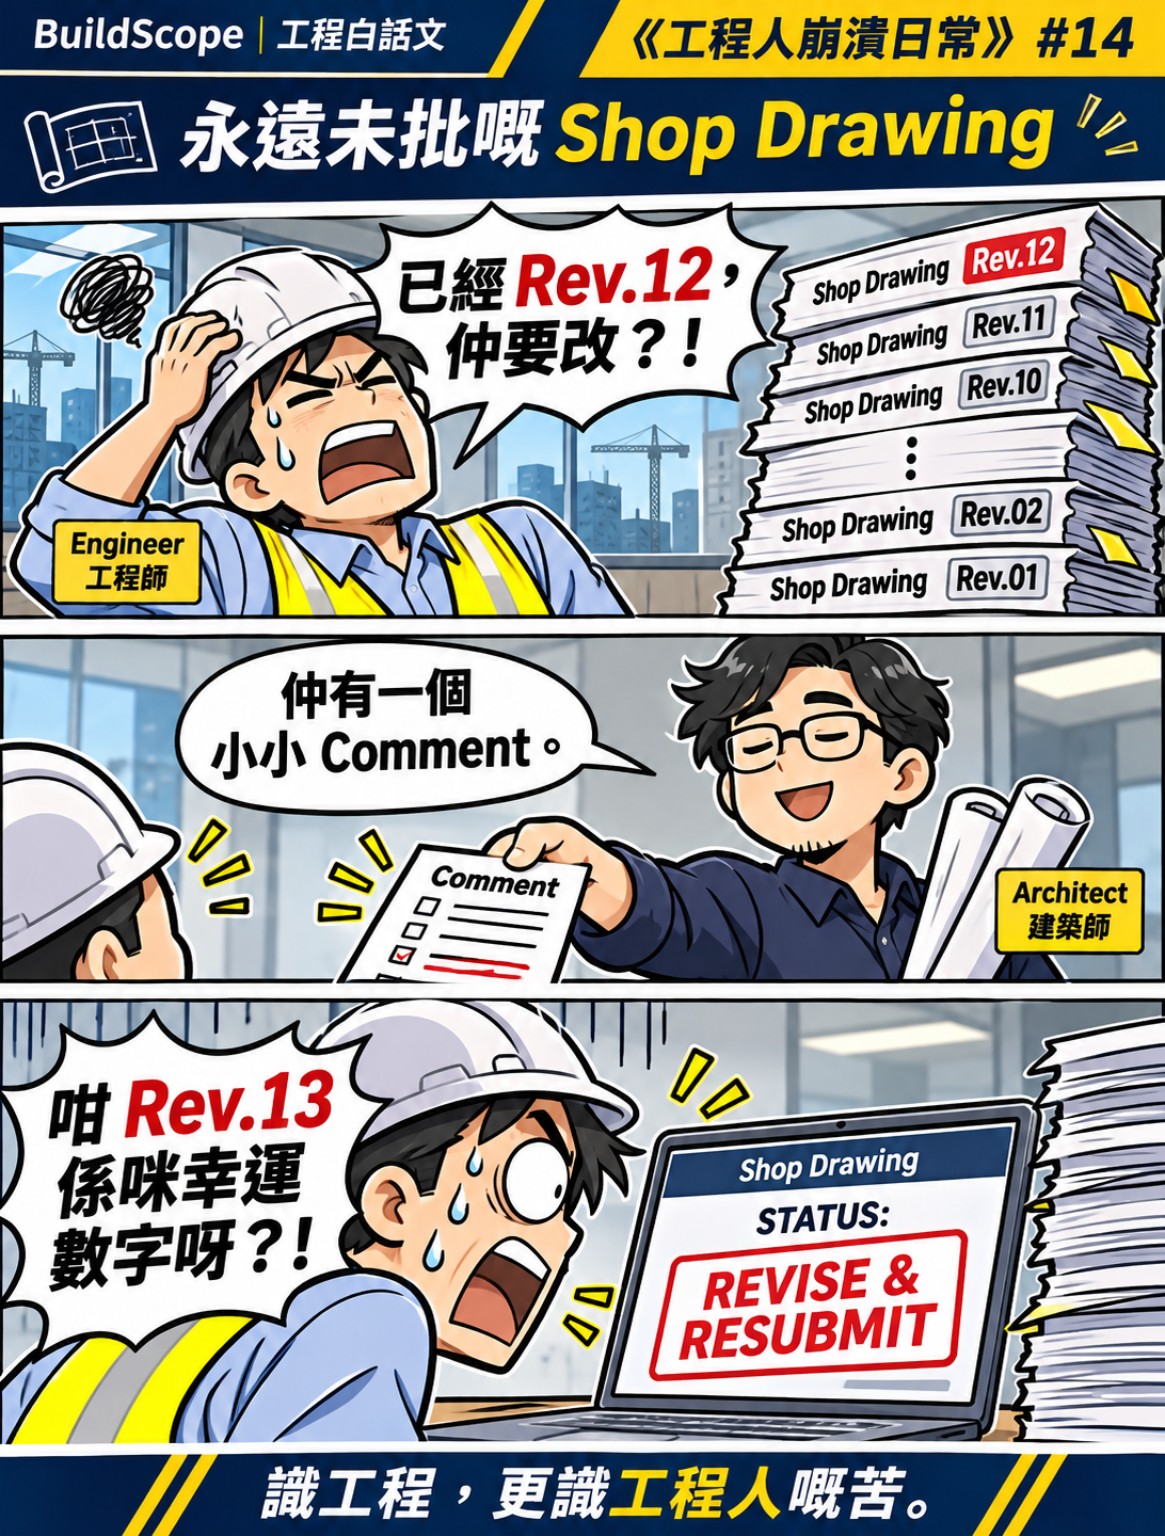 BuildScope | 工程白話文
《工程人崩潰日常》 #14
永遠未批嘅 Shop Drawing
已經 Rev.12，
仲要改？！
Shop Drawing Rev.12
Shop Drawing Rev.11
Shop Drawing Rev.10
Shop Drawing Rev.02
Shop Drawing Rev.01
Engineer
工程師
仲有一個
小小 Comment。
Comment
Architect
建築師
咁 Rev.13
係咪幸運
數字呀？！
Shop Drawing
STATUS:
REVISE &
RESUBMIT
識工程，更識工程人嘅苦。